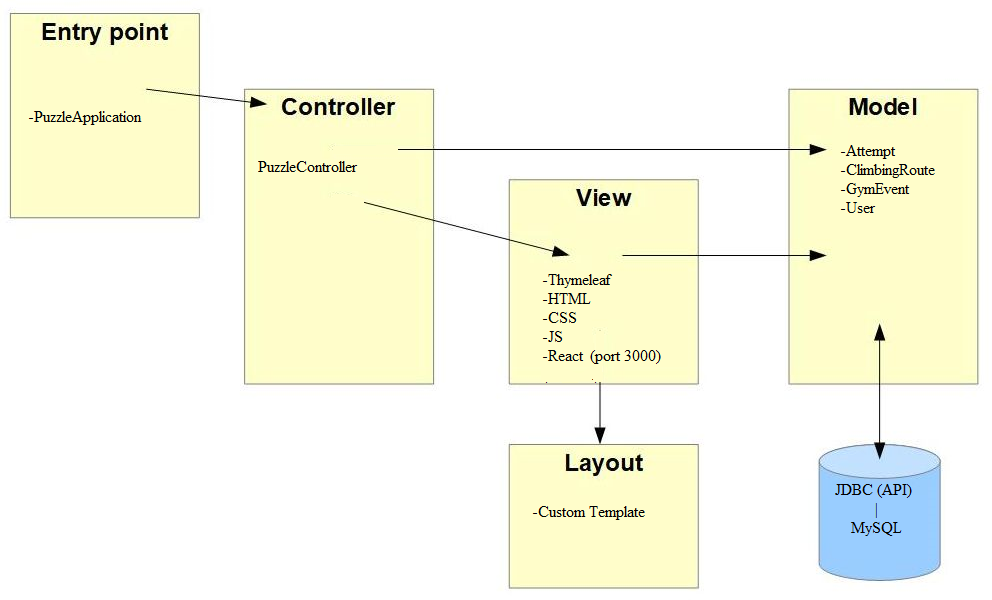 Entry point
-PuzzleApplication
Controller
PuzzleController
View
-Thymeleaf
-HTML
-CSS
-JS
-React (port 3000)
Layout
-Custom Template
Model
-Attempt
-ClimbingRoute
-GymEvent
-User
JDBC (API)
|
MySQL